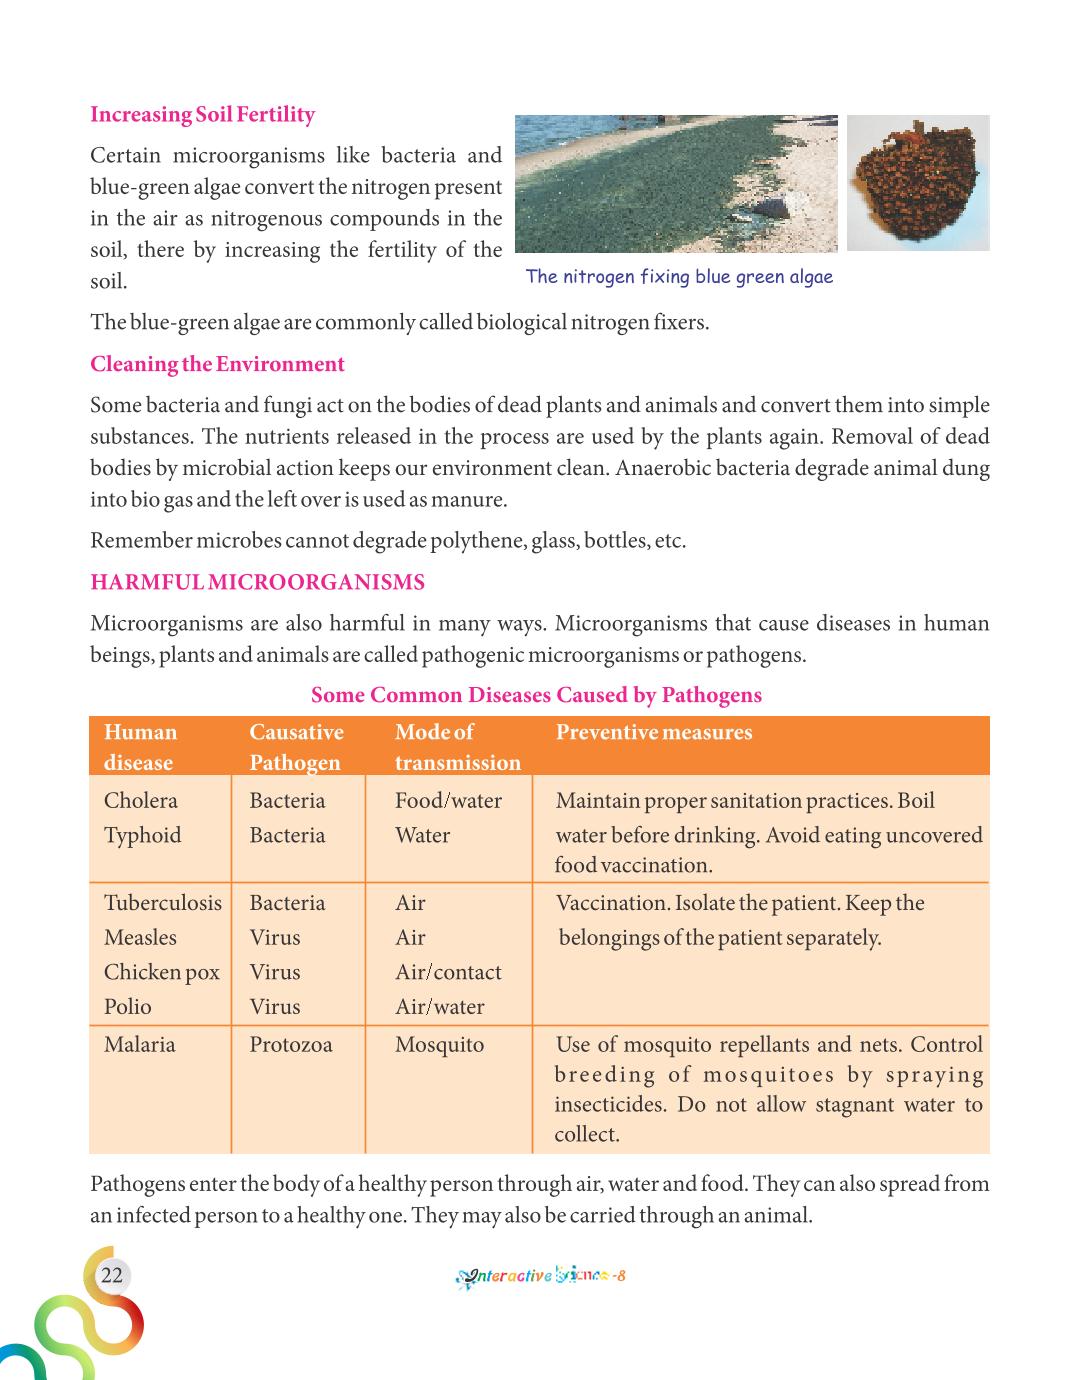 Increasing Soil Fertility
Certain microorganisms like bacteria and
blue-green algae convert the nitrogen present
in the air as nitrogenous compounds in the
soil, there by increasing the fertility of the
soil.
The nitrogen fixing blue green algae
The blue-green algae are commonly called biological nitrogen fixers.
Cleaning the Environment
Some bacteria and fungi act on the bodies of dead plants and animals and convert them into simple
substances. The nutrients released in the process are used by the plants again. Removal of dead
bodies by microbial action keeps our environment clean. Anaerobic bacteria degrade animal dung
into bio gas and the left over is used as manure.
Remember microbes cannot degrade polythene, glass, bottles, etc.
HARMFUL MICROORGANISMS
Microorganisms are also harmful in many ways. Microorganisms that cause diseases in human
beings, plants and animals are called pathogenic microorganisms or pathogens.
Some Common Diseases Caused by Pathogens
Human Causative Mode of Preventive measures
disease Pathogen transmission
Cholera Bacteria Food/water Maintain proper sanitation practices. Boil
Typhoid Bacteria Water water before drinking. Avoid eating uncovered
food vaccination.
Tuberculosis Bacteria Air Vaccination. Isolate the patient. Keep the
Measles Virus Air belongings of the patient separately.
Chicken pox Virus Air/contact
Polio Virus Air/water
Malaria Protozoa Mosquito Use of mosquito repellants and nets. Control
breeding of mosquitoes by spraying
insecticides. Do not allow stagnant water to
collect.
Pathogens enter the body of a healthy person through air, water and food. They can also spread from
an infected person to a healthy one. They may also be carried through an animal.
22
Interactive Science-8